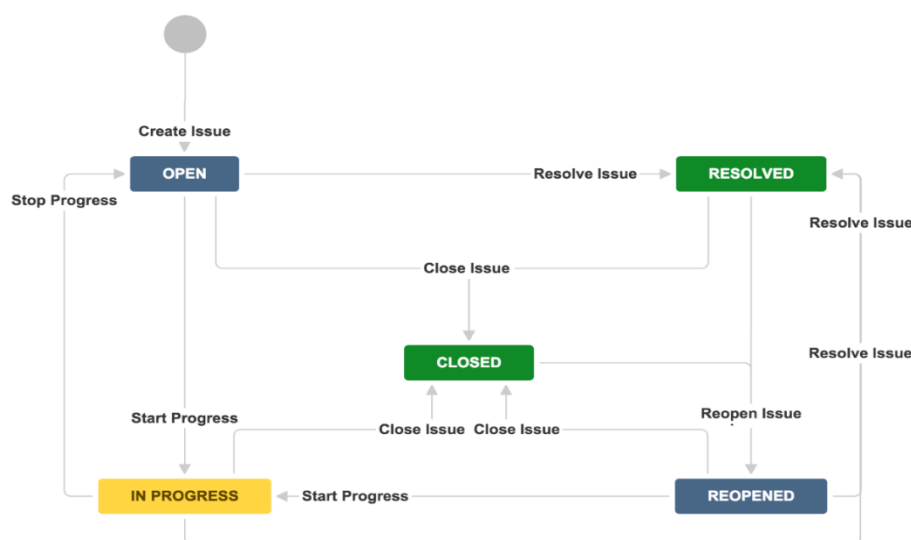 Create Issue
OPEN
Resolve Issue
RESOLVED
Stop Progress
Resolve Issue
Close Issue
Resolve Issue
CLOSED
Start Progress
Reopen Issue
Close Issue
Close Issue
IN PROGRESS
Start Progress
REOPENED